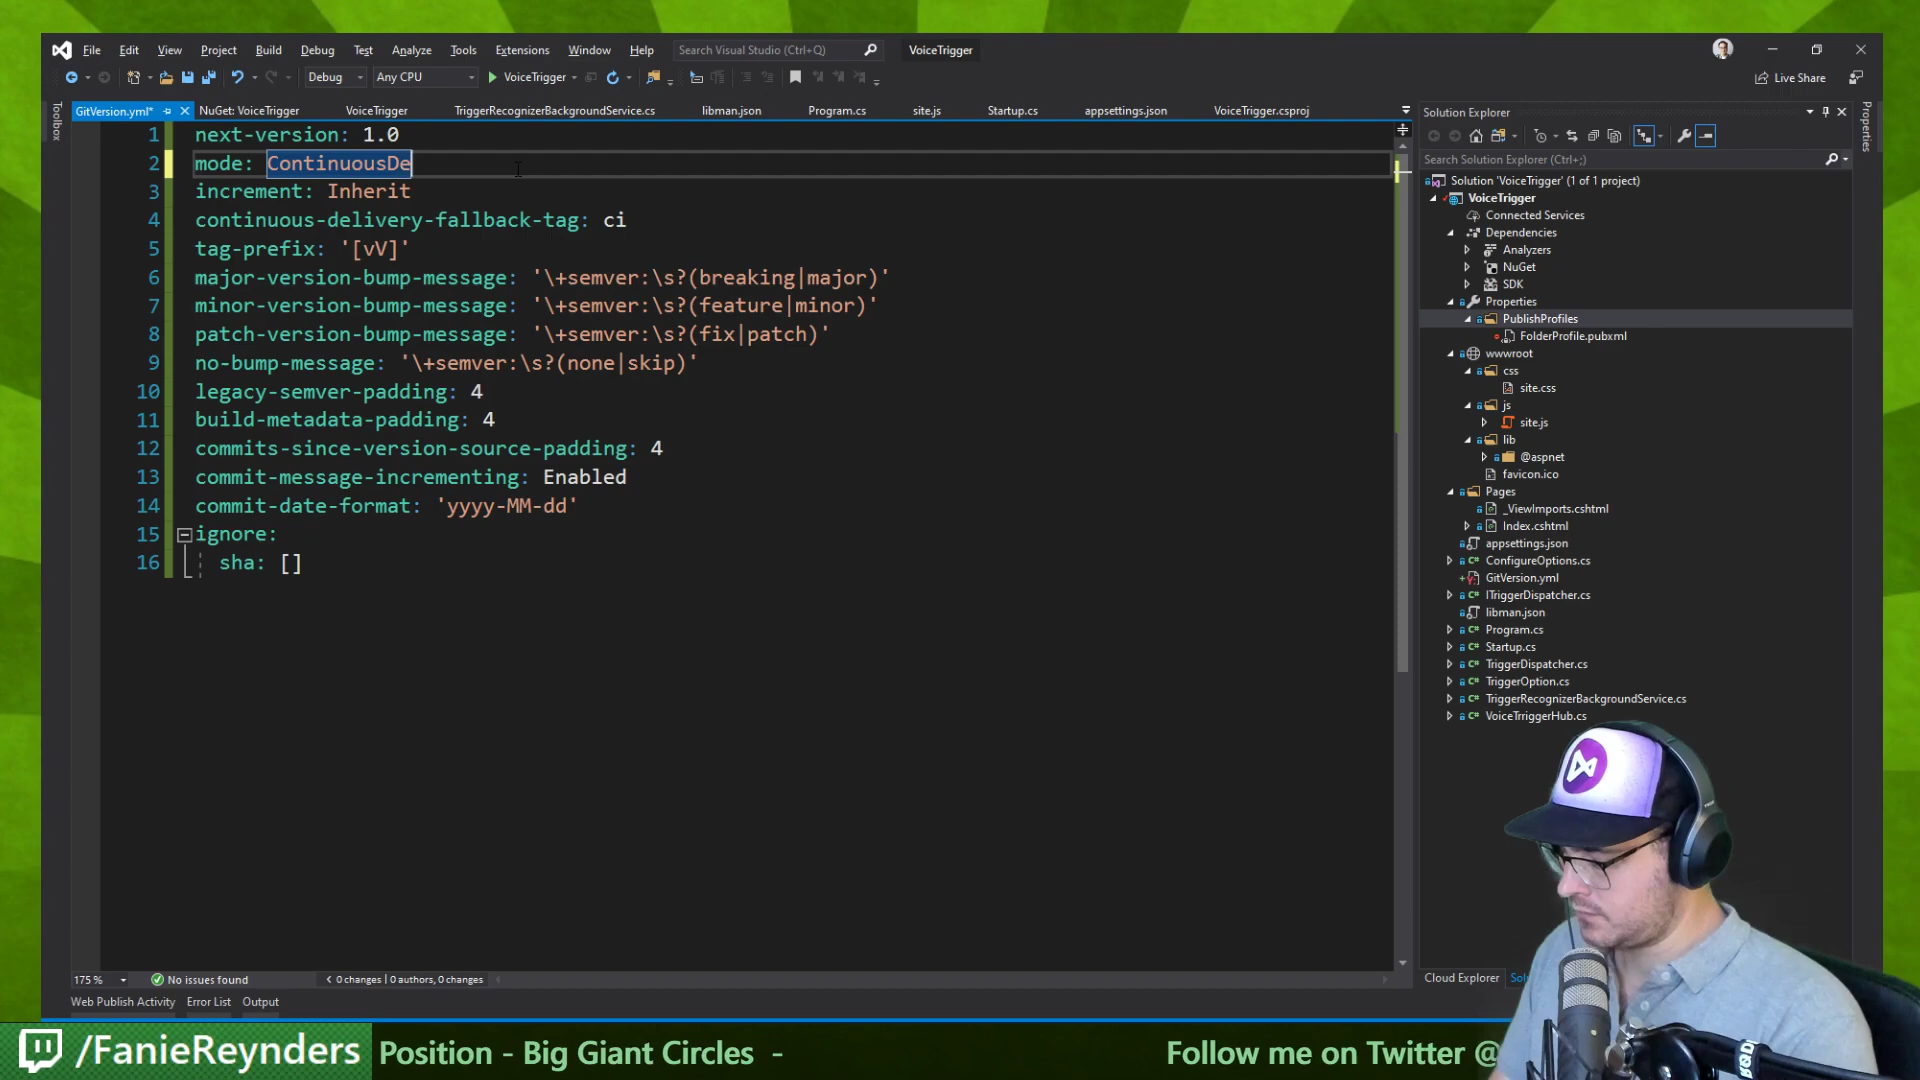 File Edit View Project Build Debug Test Analyze Tools Extensions Window Help Search Visual Studio (Ctrl+Q) VoiceTrigger
Debug Any CPU VoiceTrigger Live Share
GitVersion.yml* NuGet: VoiceTrigger VoiceTrigger TriggerRecognizerBackgroundService.cs libman.json Program.cs site.js Startup.cs appsettings.json VoiceTrigger.csproj
Toolbox
1 next-version: 1.0
2 mode: ContinuousDe
3 increment: Inherit
4 continuous-delivery-fallback-tag: ci
5 tag-prefix: '[vV]'
6 major-version-bump-message: '\+semver:\s?(breaking|major)'
7 minor-version-bump-message: '\+semver:\s?(feature|minor)'
8 patch-version-bump-message: '\+semver:\s?(fix|patch)'
9 no-bump-message: '\+semver:\s?(none|skip)'
10 legacy-semver-padding: 4
11 build-metadata-padding: 4
12 commits-since-version-source-padding: 4
13 commit-message-incrementing: Enabled
14 commit-date-format: 'yyyy-MM-dd'
15 ignore:
16 sha: []
175 % No issues found 0 changes | 0 authors, 0 changes
Web Publish Activity Error List Output
Solution Explorer
Search Solution Explorer (Ctrl+;)
Solution 'VoiceTrigger' (1 of 1 project)
VoiceTrigger
Connected Services
Dependencies
Analyzers
NuGet
SDK
Properties
PublishProfiles
FolderProfile.pubxml
wwwroot
css
site.css
js
site.js
lib
@aspnet
favicon.ico
Pages
_ViewImports.cshtml
Index.cshtml
appsettings.json
ConfigureOptions.cs
GitVersion.yml
ITriggerDispatcher.cs
libman.json
Program.cs
Startup.cs
TriggerDispatcher.cs
TriggerOption.cs
TriggerRecognizerBackgroundService.cs
VoiceTrriggerHub.cs
Cloud Explorer
Properties
/FanieReynders Position - Big Giant Circles - Follow me on Twitter @